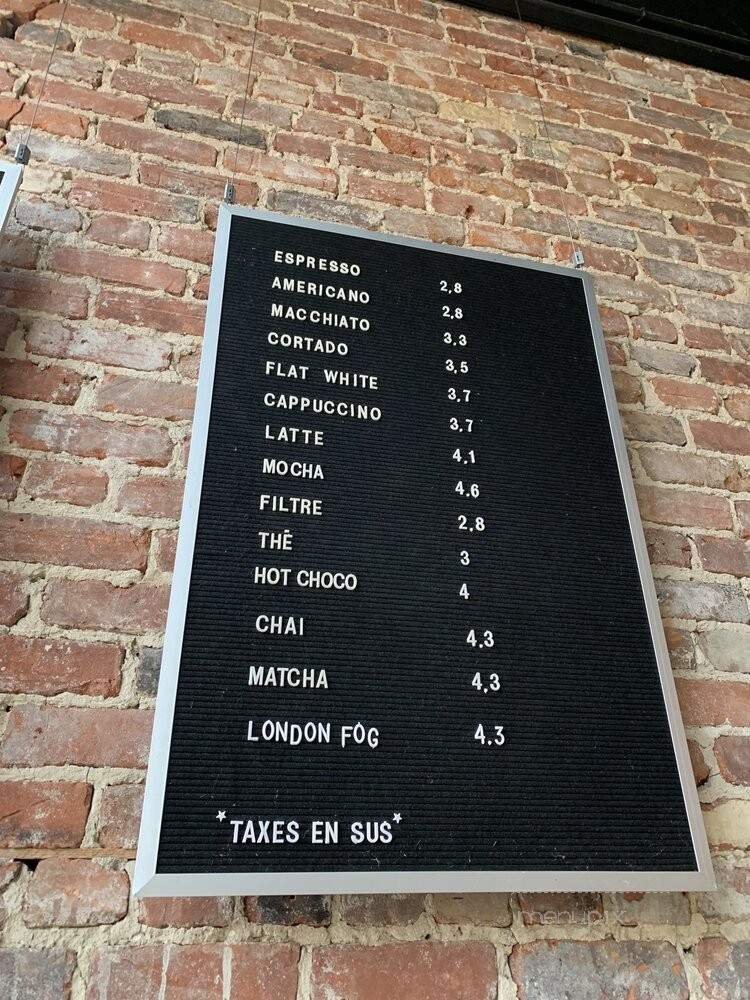 ESPRESSO 2,8
AMERICANO 2,8
MACCHIATO 3.3
CORTADO 3,5
FLAT WHITE 3,7
CAPPUCCINO 3,7
LATTE 4.1
MOCHA 4.6
FILTRE 2,8
THÉ 3
HOT CHOCO 4
CHAI 4.3
MATCHA 4,3
LONDON FOG 4.3
*TAXES EN SUS*
menupix